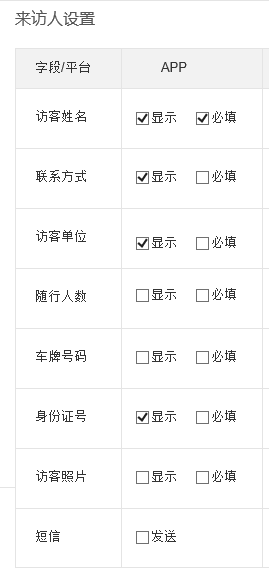 来访人设置
字段/平台 APP
访客姓名 显示 必填
联系方式 显示 必填
访客单位 显示 必填
随行人数 显示 必填
车牌号码 显示 必填
身份证号 显示 必填
访客照片 显示 必填
短信 发送